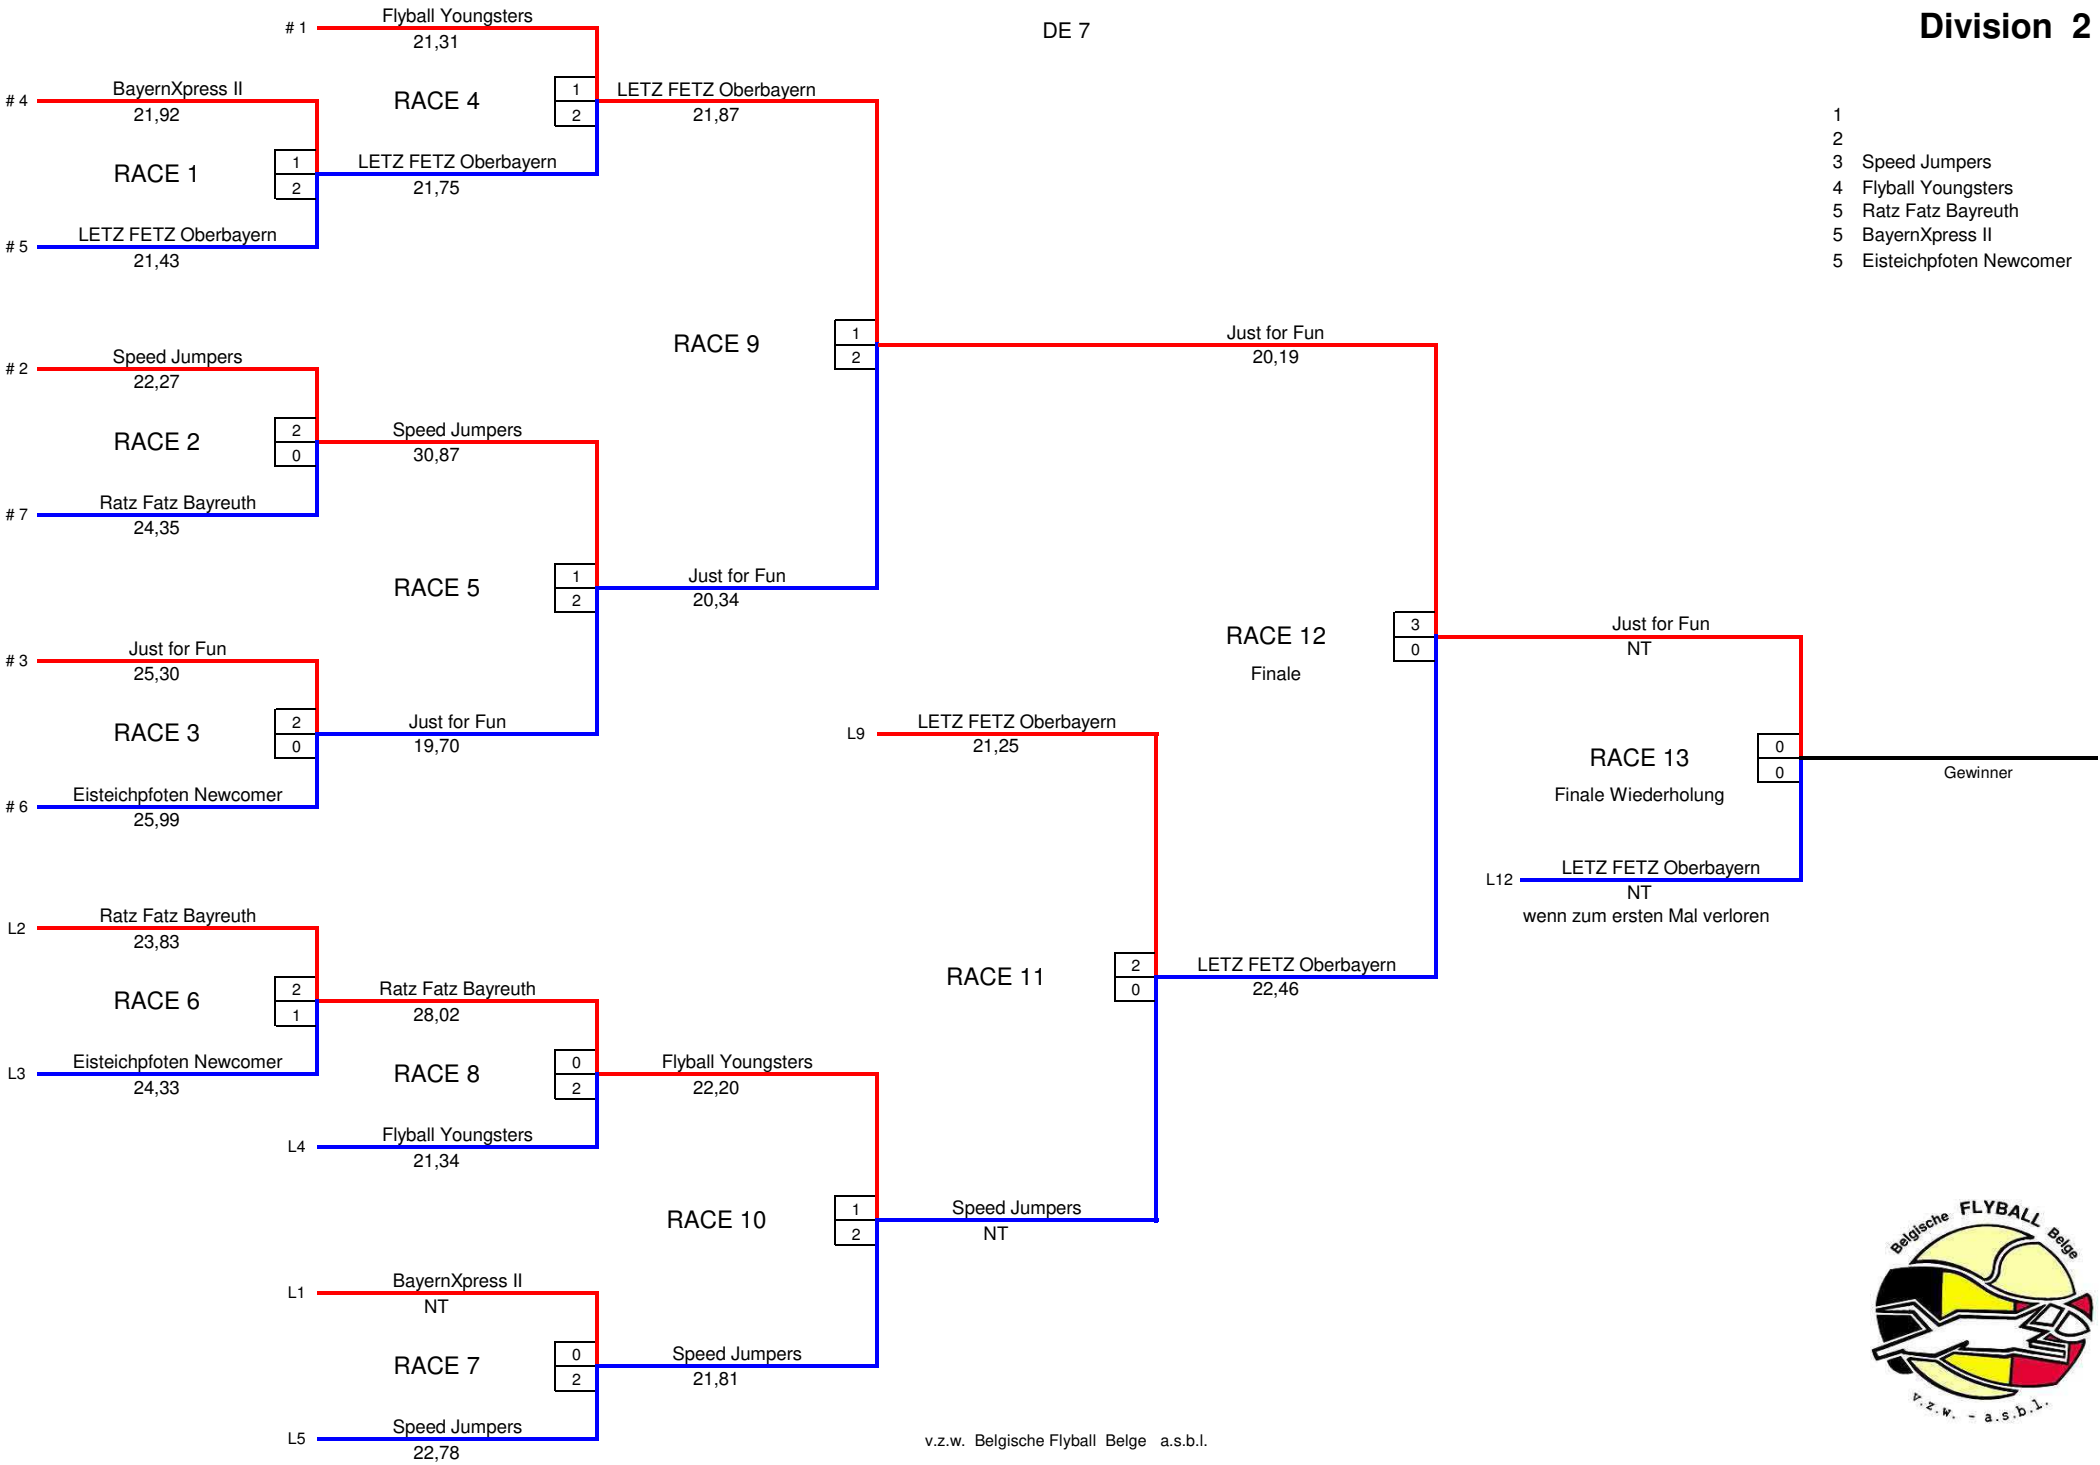 Division 2
DE 7
# 1
Flyball Youngsters
21,31
# 4
BayernXpress II
21,92
RACE 4
1
2
LETZ FETZ Oberbayern
21,87
RACE 1
1
2
LETZ FETZ Oberbayern
21,75
# 5
LETZ FETZ Oberbayern
21,43
1
2
3 Speed Jumpers
4 Flyball Youngsters
5 Ratz Fatz Bayreuth
5 BayernXpress II
5 Eisteichpfoten Newcomer
RACE 9
1
2
Just for Fun
20,19
# 2
Speed Jumpers
22,27
RACE 2
2
0
Speed Jumpers
30,87
# 7
Ratz Fatz Bayreuth
24,35
RACE 5
1
2
Just for Fun
20,34
# 3
Just for Fun
25,30
RACE 3
2
0
Just for Fun
19,70
# 6
Eisteichpfoten Newcomer
25,99
RACE 12
Finale
3
0
Just for Fun
NT
L9
LETZ FETZ Oberbayern
21,25
RACE 13
Finale Wiederholung
0
0
Gewinner
L12
LETZ FETZ Oberbayern
NT
wenn zum ersten Mal verloren
L2
Ratz Fatz Bayreuth
23,83
RACE 6
2
1
Ratz Fatz Bayreuth
28,02
L3
Eisteichpfoten Newcomer
24,33
RACE 11
2
0
LETZ FETZ Oberbayern
22,46
RACE 8
0
2
Flyball Youngsters
22,20
L4
Flyball Youngsters
21,34
RACE 10
1
2
Speed Jumpers
NT
L1
BayernXpress II
NT
RACE 7
0
2
Speed Jumpers
21,81
L5
Speed Jumpers
22,78
v.z.w. Belgische Flyball Belge a.s.b.l.
Belgische FLYBALL Belge
v.z.w. - a.s.b.l.